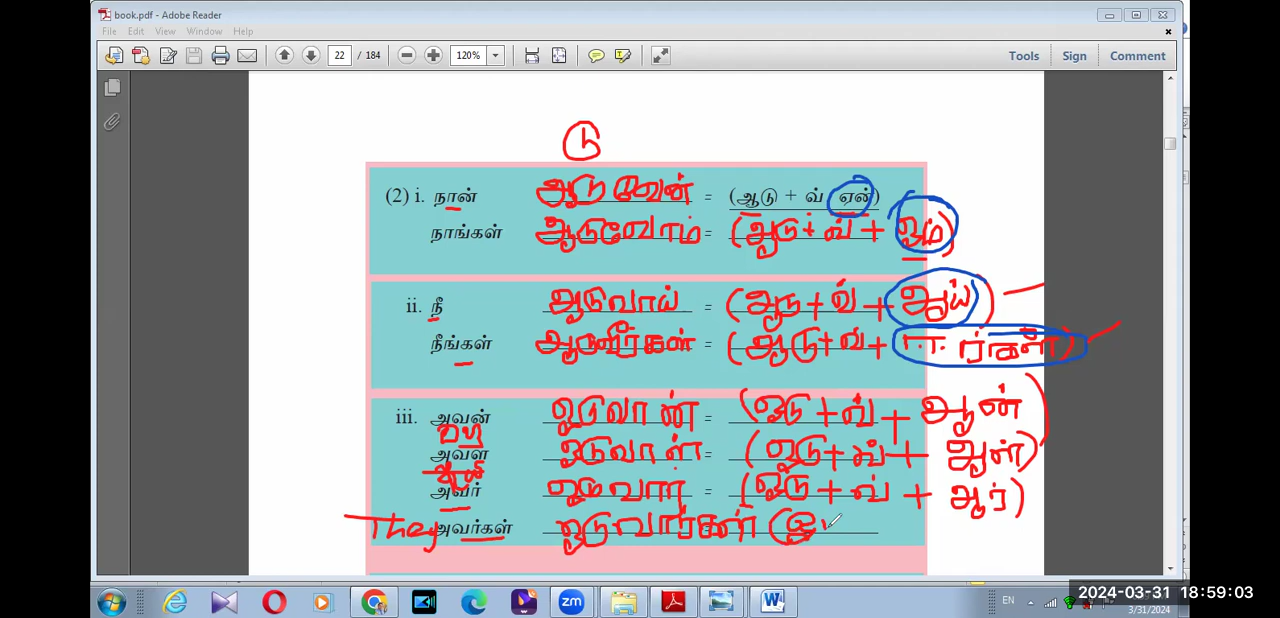 book.pdf - Adobe Reader
File Edit View Window Help
22 / 184 120% Tools Sign Comment
டு
(2) i. நான் ஆடுவேன் = (ஆடு + வ் ஏன்)
நாங்கள் ஆடுவோம் = (ஆடு + வ் + ஓம்)
ii. நீ ஆடுவாய் = (ஆடு + வ் + ஆய்)
நீங்கள் ஆடுவீர்கள் = (ஆடு + வ் + ஈர்கள்)
iii. அவன் ஓடுவான் = (ஓடு + வ் + ஆன்)
அவள் ஓடுவாள் = (ஓடு + வ் + ஆள்)
அவர் ஓடுவார் = (ஓடு + வ் + ஆர்)
They அவர்கள் ஓடுவார்கள் (ஓ
EN 2024-03-31 18:59:03
3/31/2024